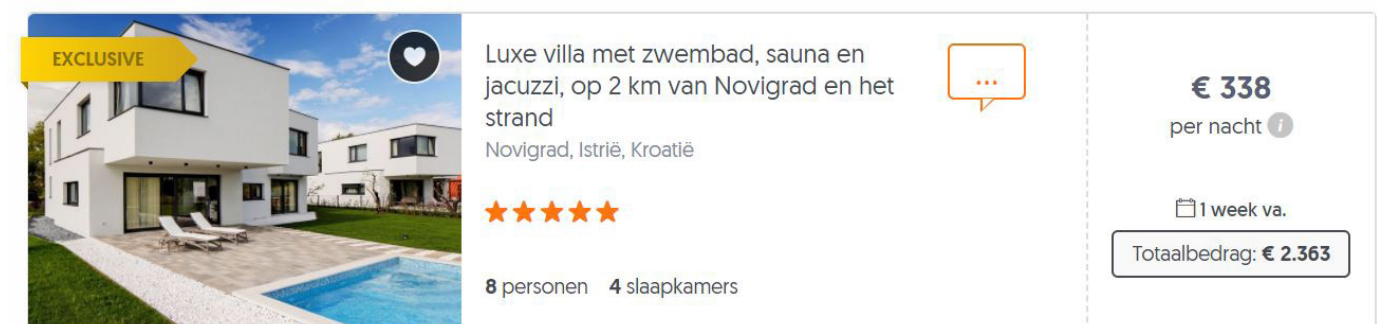 EXCLUSIVE
Luxe villa met zwembad, sauna en
jacuzzi, op 2 km van Novigrad en het
strand
Novigrad, Istrië, Kroatië
8 personen 4 slaapkamers
...
€ 338
per nacht i
1 week va.
Totaalbedrag: € 2.363